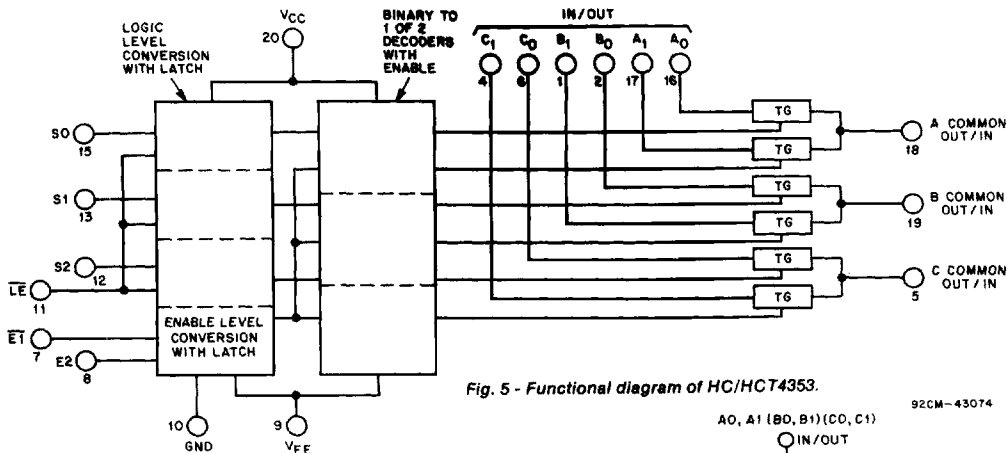 LOGIC
LEVEL
CONVERSION
WITH LATCH
VCC
20
BINARY TO
1 OF 2
DECODERS
WITH
ENABLE
IN/OUT
C1 C0 B1 B0 A1 A0
4 6 1 2 17 16
S0
15
S1
13
S2
12
LE
11
E1
7
E2
8
ENABLE LEVEL
CONVERSION
WITH LATCH
10
GND
9
VEE
TG
TG
TG
TG
TG
TG
A COMMON
OUT/IN
18
B COMMON
OUT/IN
19
C COMMON
OUT/IN
5
Fig. 5 - Functional diagram of HC/HCT4353.
92CM-43074
A0, A1 (B0, B1)(C0, C1)
IN/OUT